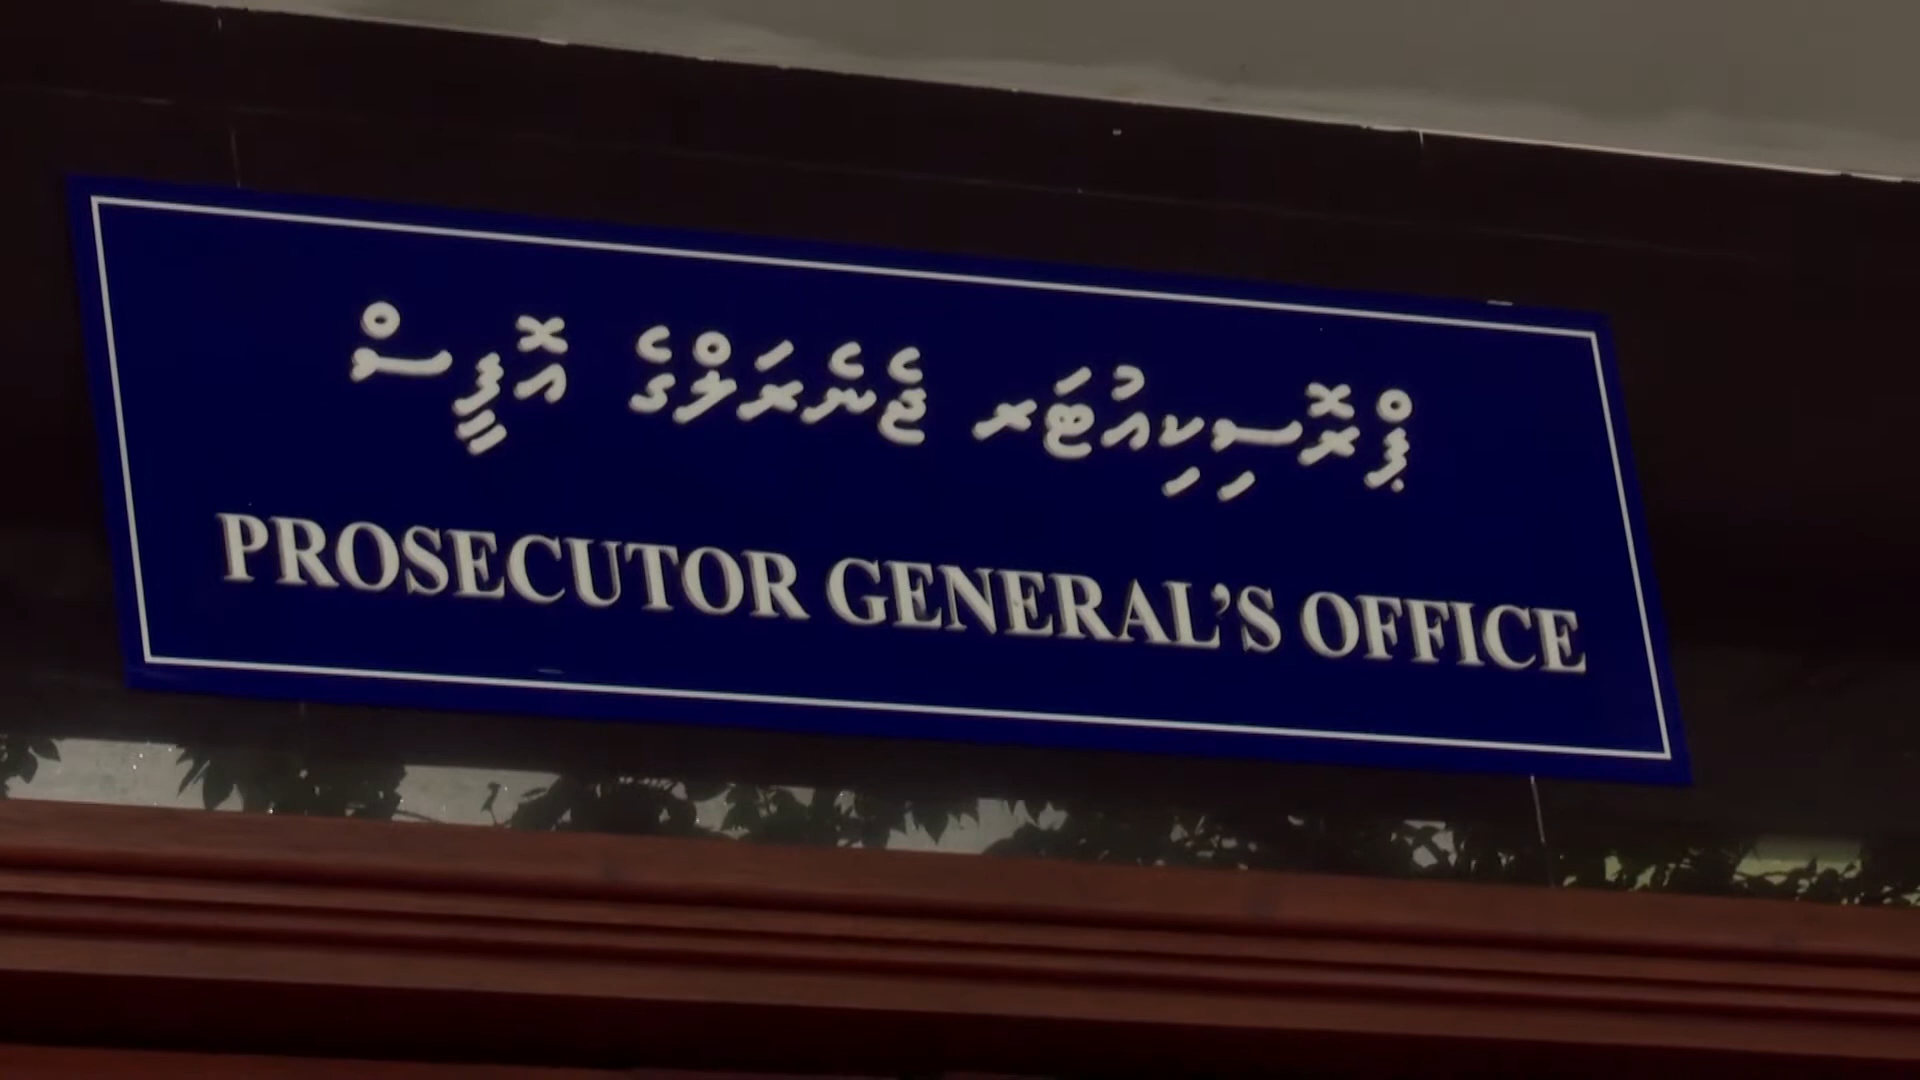 ޕްރޮސިކިއުޓަރ ޖެނެރަލްގެ އޮފީސް
PROSECUTOR GENERAL'S OFFICE